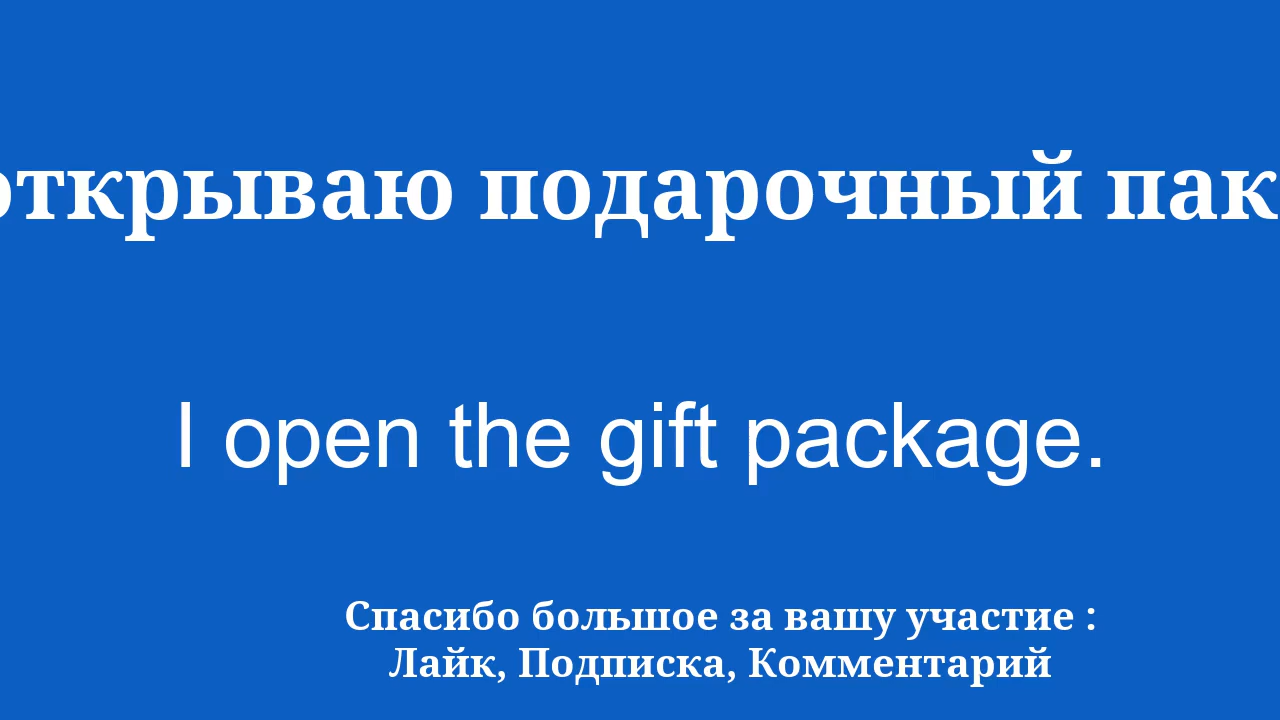 открываю подарочный пак
I open the gift package.
Спасибо большое за вашу участие :
Лайк, Подписка, Комментарий